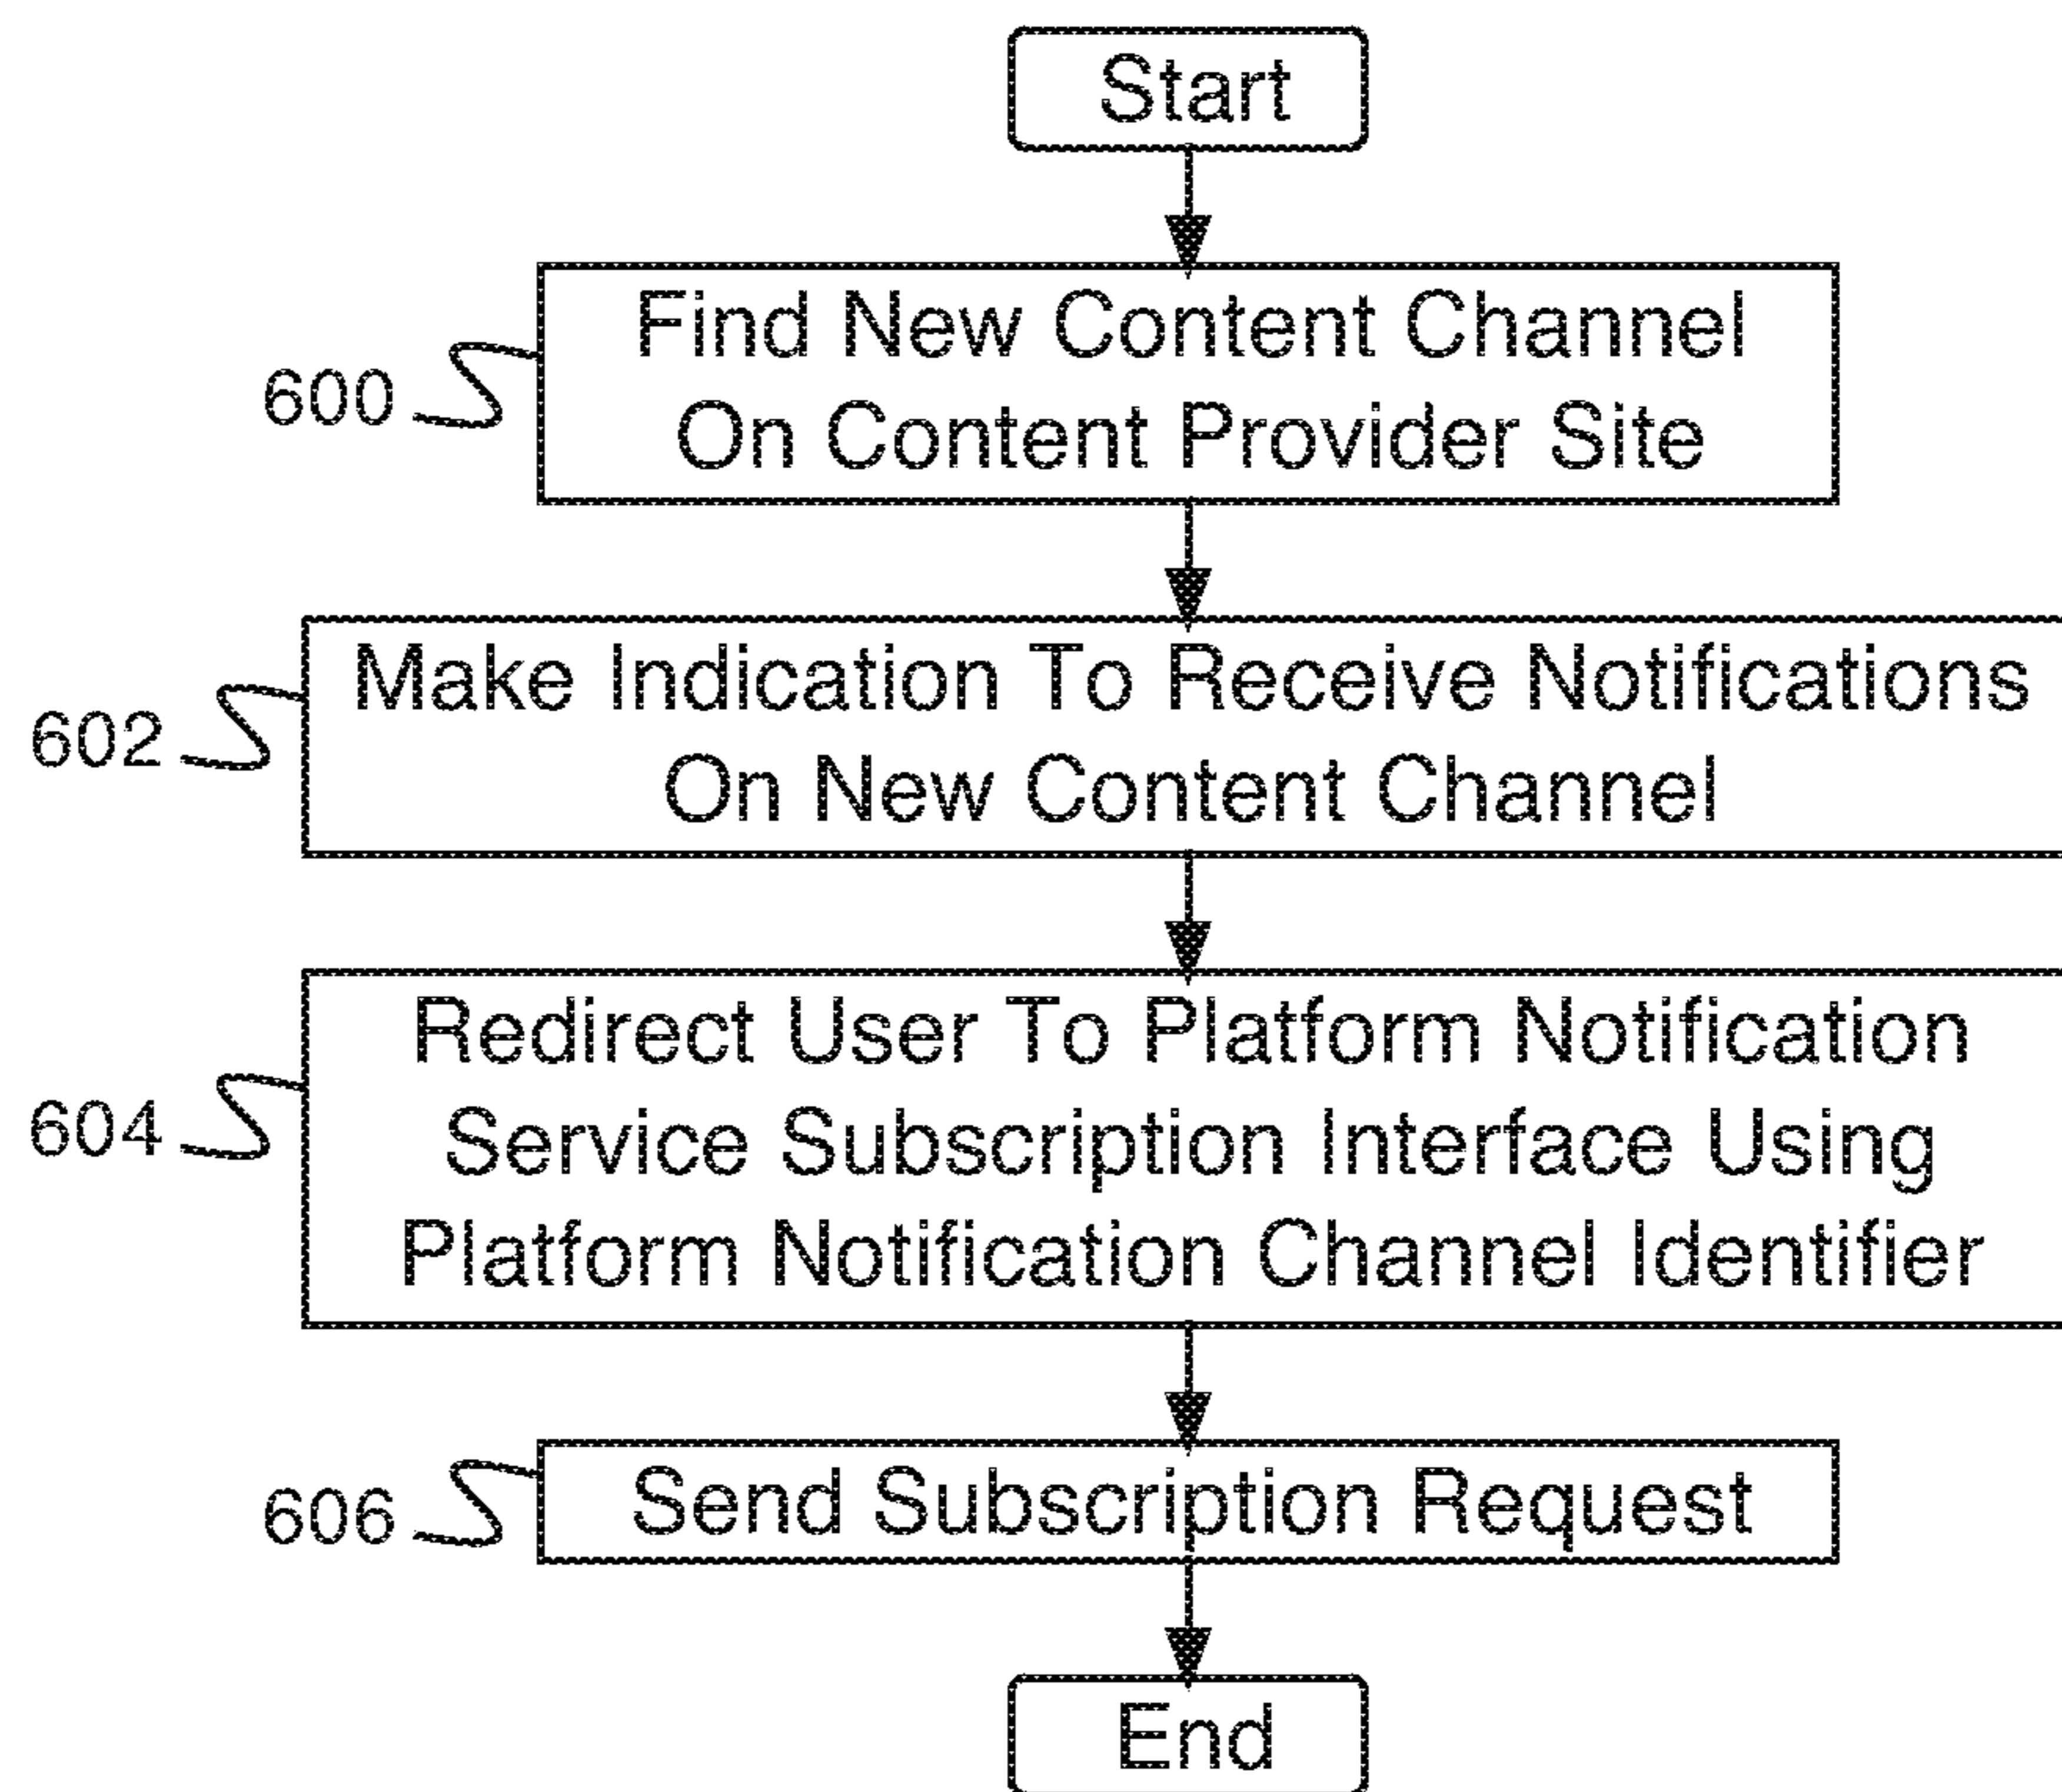 Start
600
Find New Content Channel
On Content Provider Site
602
Make Indication To Receive Notifications
On New Content Channel
604
Redirect User To Platform Notification
Service Subscription Interface Using
Platform Notification Channel Identifier
606
Send Subscription Request
End